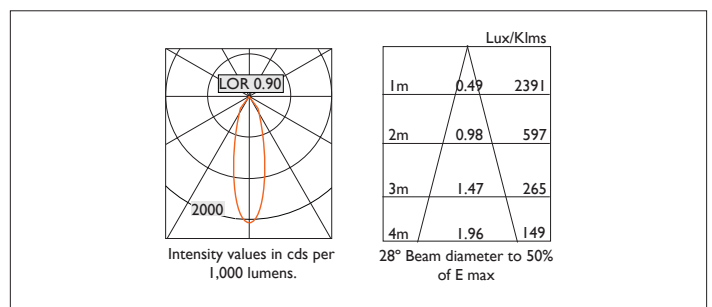 LOR 0.90
2000
Intensity values in cds per
1,000 lumens.
Lux/Klms
1m 0.49 2391
2m 0.98 597
3m 1.47 265
4m 1.96 149
28º Beam diameter to 50%
of E max